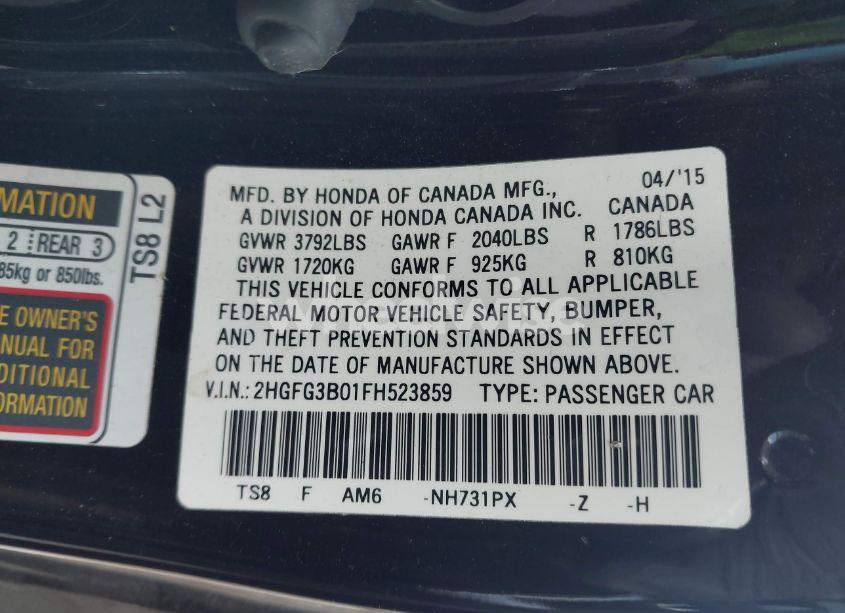 MATION
2 REAR 3
85kg or 850lbs.
E OWNER'S
NUAL FOR
DITIONAL
FORMATION
TS8 L2
MFD. BY HONDA OF CANADA MFG., 04/'15
A DIVISION OF HONDA CANADA INC. CANADA
GVWR 3792LBS GAWR F 2040LBS R 1786LBS
GVWR 1720KG GAWR F 925KG R 810KG
THIS VEHICLE CONFORMS TO ALL APPLICABLE
FEDERAL MOTOR VEHICLE SAFETY, BUMPER,
AND THEFT PREVENTION STANDARDS IN EFFECT
ON THE DATE OF MANUFACTURE SHOWN ABOVE.
V.I.N.: 2HGFG3B01FH523859 TYPE: PASSENGER CAR
TS8 F AM6 -NH731PX -Z -H